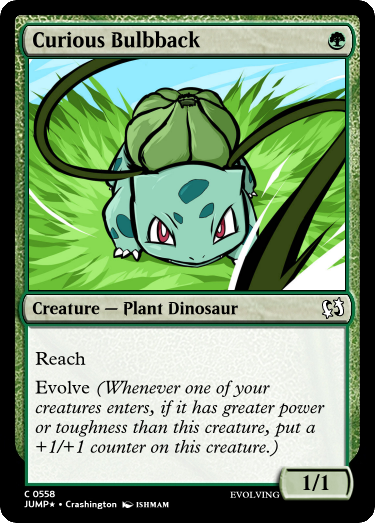 Curious Bulbback
Creature — Plant Dinosaur
Reach
Evolve (Whenever one of your
creatures enters, if it has greater power
or toughness than this creature, put a
+1/+1 counter on this creature.)
1/1
C 0558
EVOLVING
JUMP★ • Crashington ISHMAM